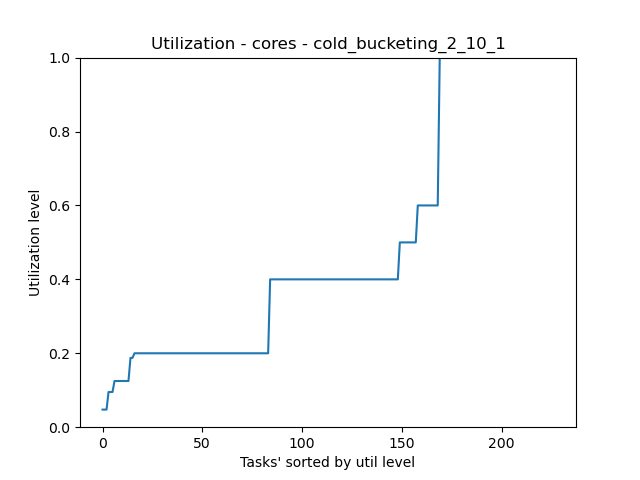 Utilization - cores - cold_bucketing_2_10_1
1.0
0.8
0.6
0.4
0.2
0.0
Utilization level
0 50 100 150 200
Tasks' sorted by util level